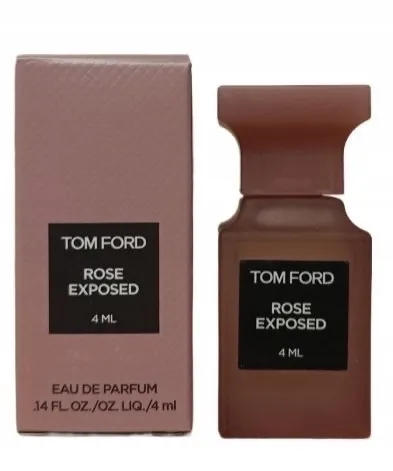 TOM FORD
ROSE
EXPOSED
4 ML
EAU DE PARFUM
.14 FL. OZ./OZ. LIQ./4 ml
TOM FORD
ROSE
EXPOSED
4 ML